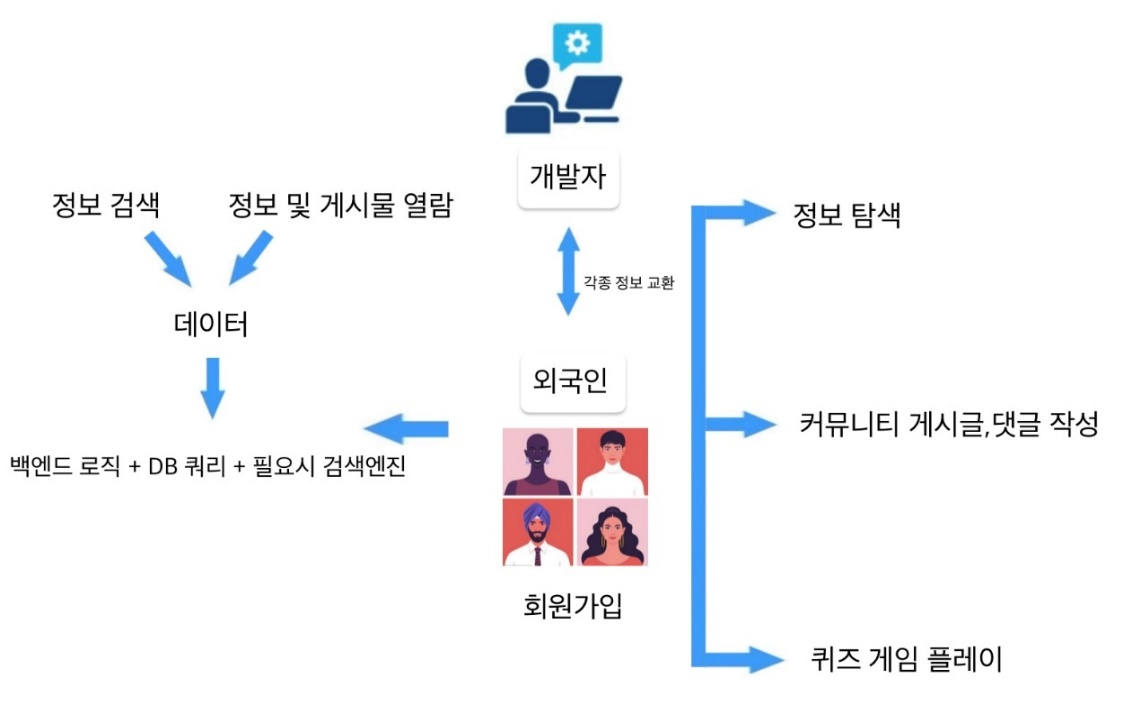 개발자
정보 검색
정보 및 게시물 열람
정보 탐색
각종 정보 교환
데이터
외국인
커뮤니티 게시글,댓글 작성
백엔드 로직 + DB 쿼리 + 필요시 검색엔진
회원가입
퀴즈 게임 플레이